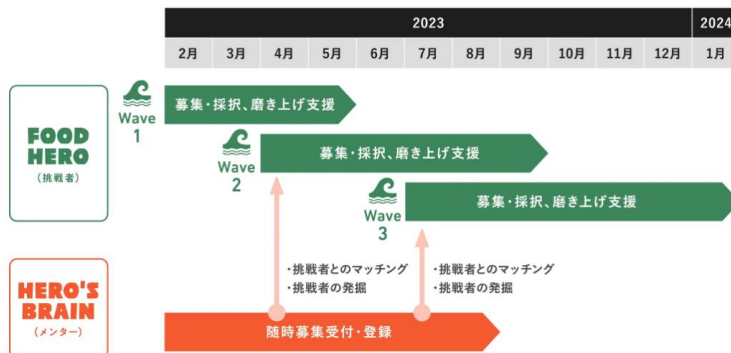 2023 2024
2月 3月 4月 5月 6月 7月 8月 9月 10月 11月 12月 1月
FOOD
HERO
(挑戦者)
Wave
1
募集・採択、磨き上げ支援
Wave
2
募集・採択、磨き上げ支援
Wave
3
募集・採択、磨き上げ支援
・挑戦者とのマッチング
・挑戦者の発掘
・挑戦者とのマッチング
・挑戦者の発掘
HERO'S
BRAIN
(メンター)
随時募集受付・登録